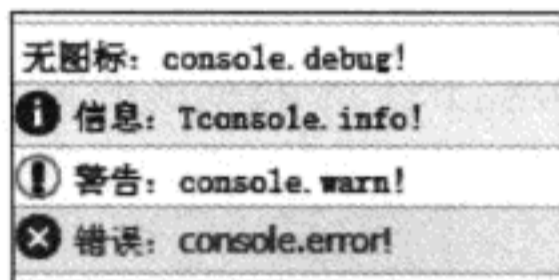 无图标：console.debug!
信息：Tconsole.info!
警告：console.warn!
错误：console.error!